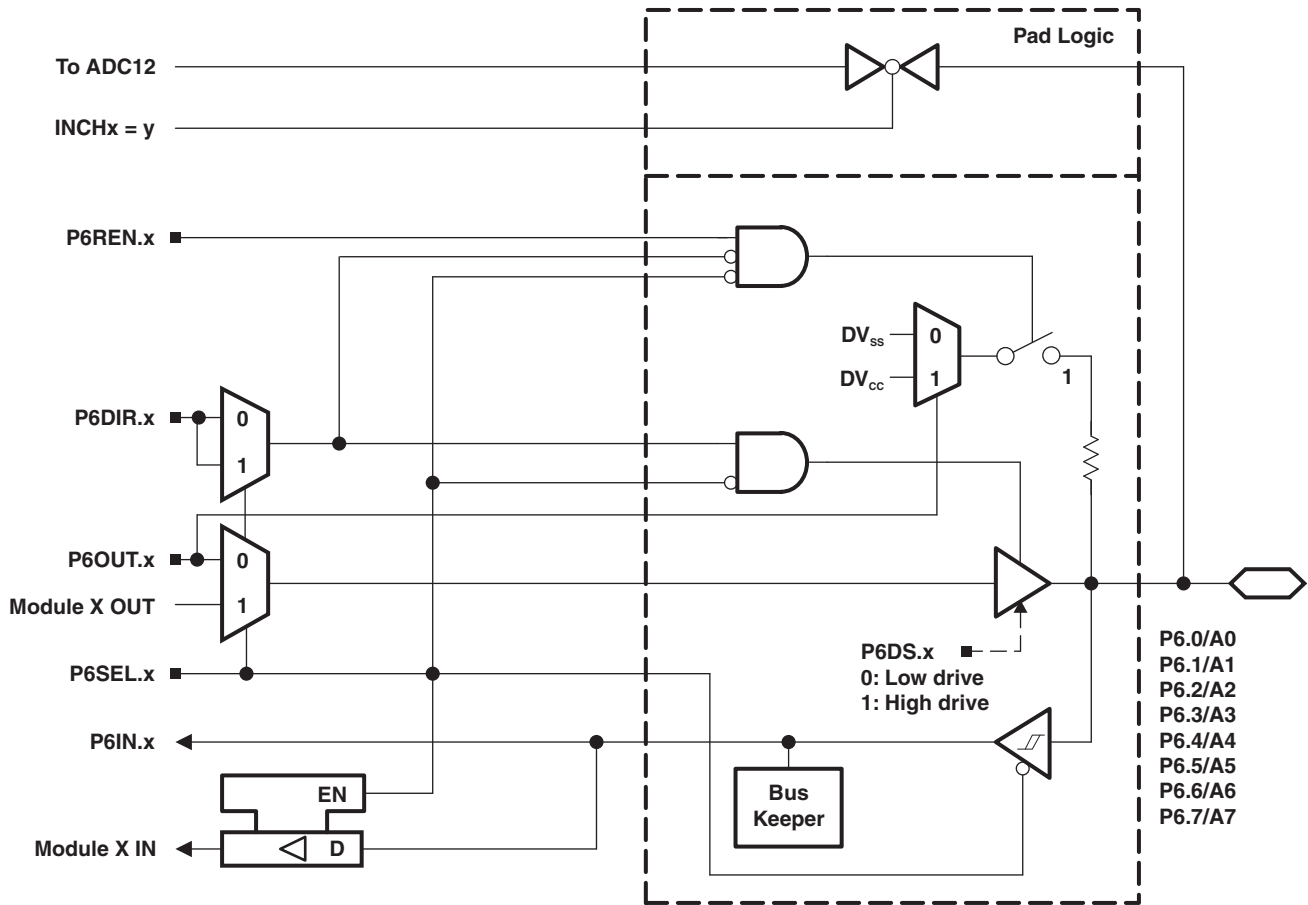 Pad Logic
To ADC12
INCHx = y
P6REN.x
DVss
0
DVcc
1
1
P6DIR.x
0
1
P6OUT.x
0
Module X OUT
1
P6DS.x
0: Low drive
1: High drive
P6SEL.x
P6IN.x
Bus
Keeper
EN
D
Module X IN
P6.0/A0
P6.1/A1
P6.2/A2
P6.3/A3
P6.4/A4
P6.5/A5
P6.6/A6
P6.7/A7